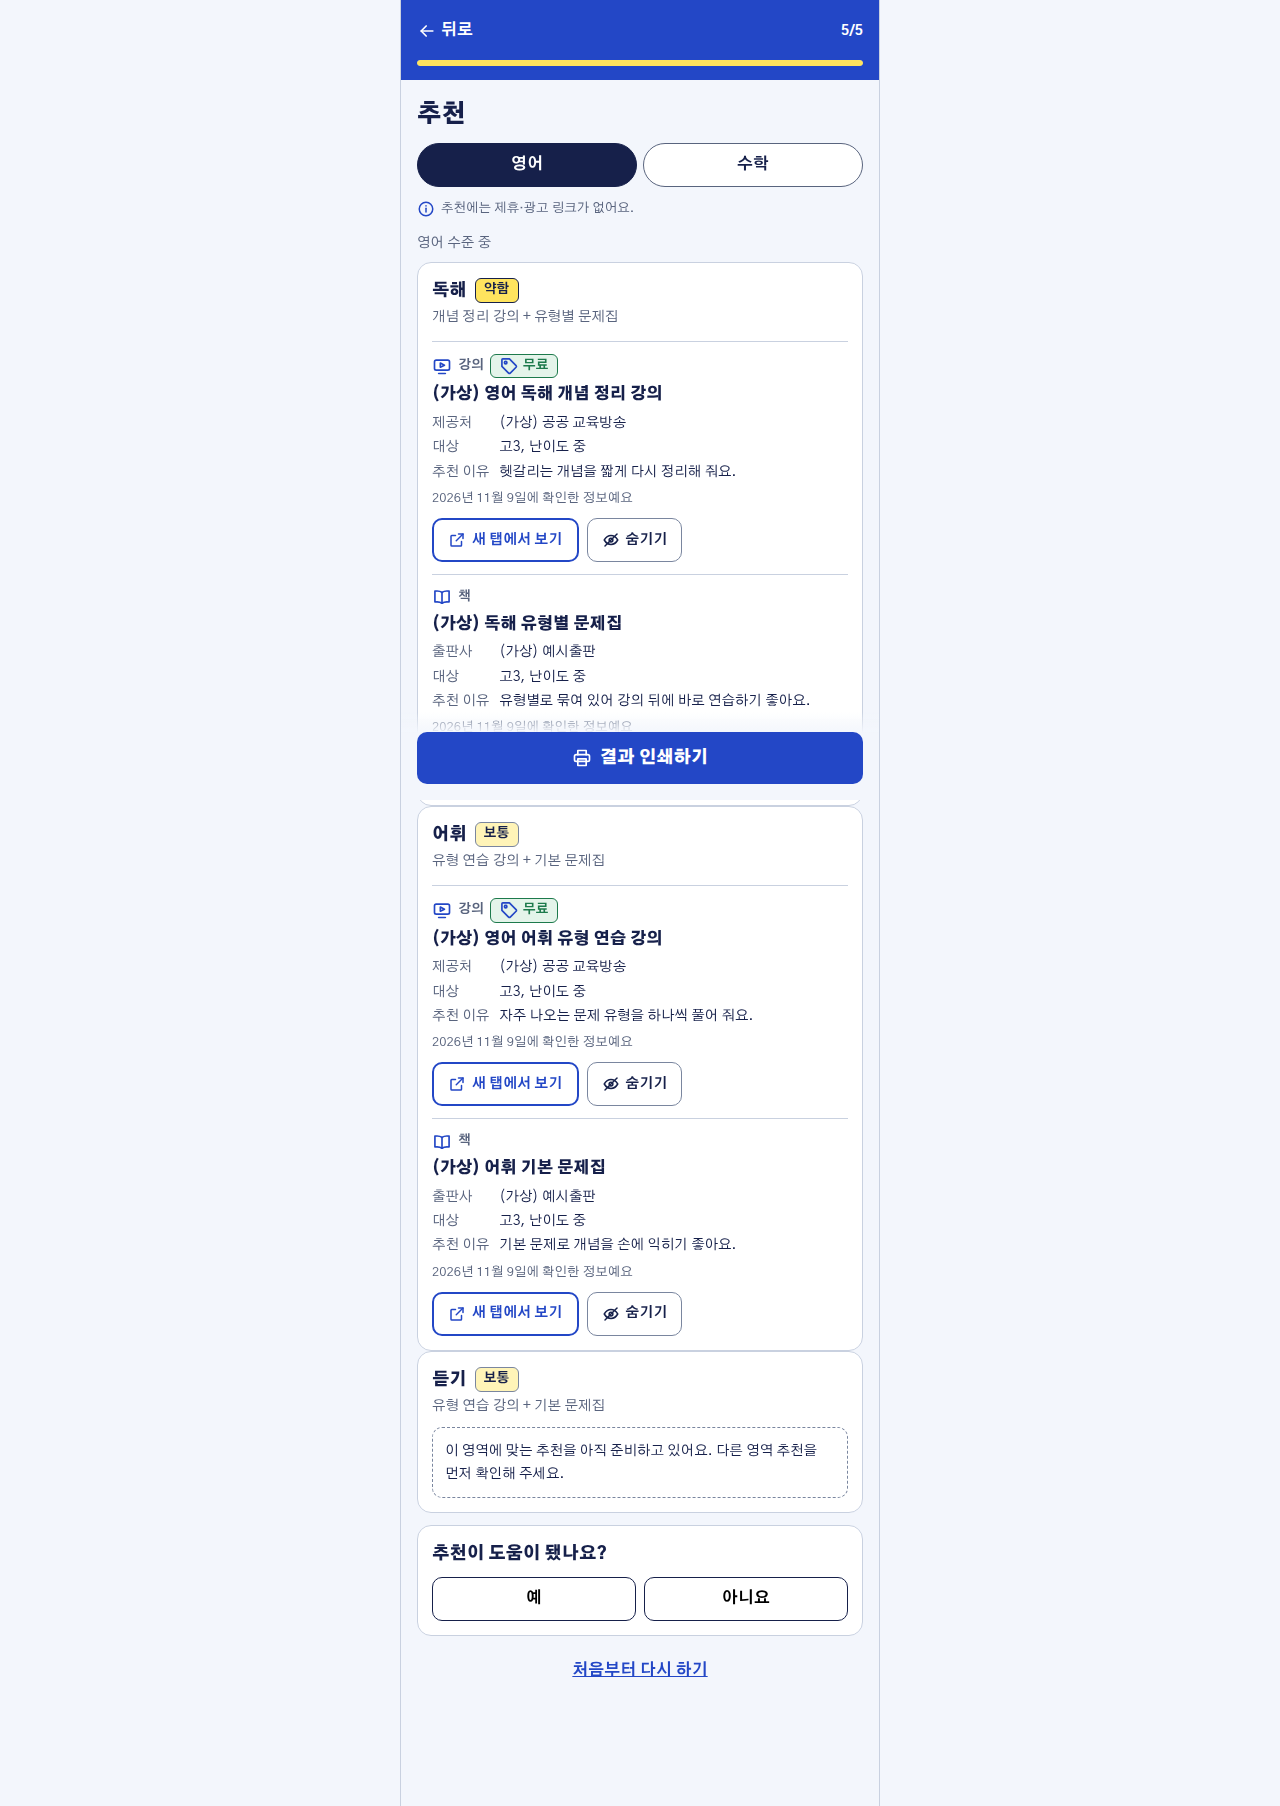 뒤로
5/5
추천
영어
수학
추천에는 제휴·광고 링크가 없어요.
영어 수준 중
독해 약함
개념 정리 강의 + 유형별 문제집
강의 무료
(가상) 영어 독해 개념 정리 강의
제공처 (가상) 공공 교육방송
대상 고3, 난이도 중
추천 이유 헷갈리는 개념을 짧게 다시 정리해 줘요.
2026년 11월 9일에 확인한 정보예요
새 탭에서 보기 숨기기
책
(가상) 독해 유형별 문제집
출판사 (가상) 예시출판
대상 고3, 난이도 중
추천 이유 유형별로 묶여 있어 강의 뒤에 바로 연습하기 좋아요.
2026년 11월 9일에 확인한 정보예요
결과 인쇄하기
어휘 보통
유형 연습 강의 + 기본 문제집
강의 무료
(가상) 영어 어휘 유형 연습 강의
제공처 (가상) 공공 교육방송
대상 고3, 난이도 중
추천 이유 자주 나오는 문제 유형을 하나씩 풀어 줘요.
2026년 11월 9일에 확인한 정보예요
새 탭에서 보기 숨기기
책
(가상) 어휘 기본 문제집
출판사 (가상) 예시출판
대상 고3, 난이도 중
추천 이유 기본 문제로 개념을 손에 익히기 좋아요.
2026년 11월 9일에 확인한 정보예요
새 탭에서 보기 숨기기
듣기 보통
유형 연습 강의 + 기본 문제집
이 영역에 맞는 추천을 아직 준비하고 있어요. 다른 영역 추천을
먼저 확인해 주세요.
추천이 도움이 됐나요?
예
아니요
처음부터 다시 하기